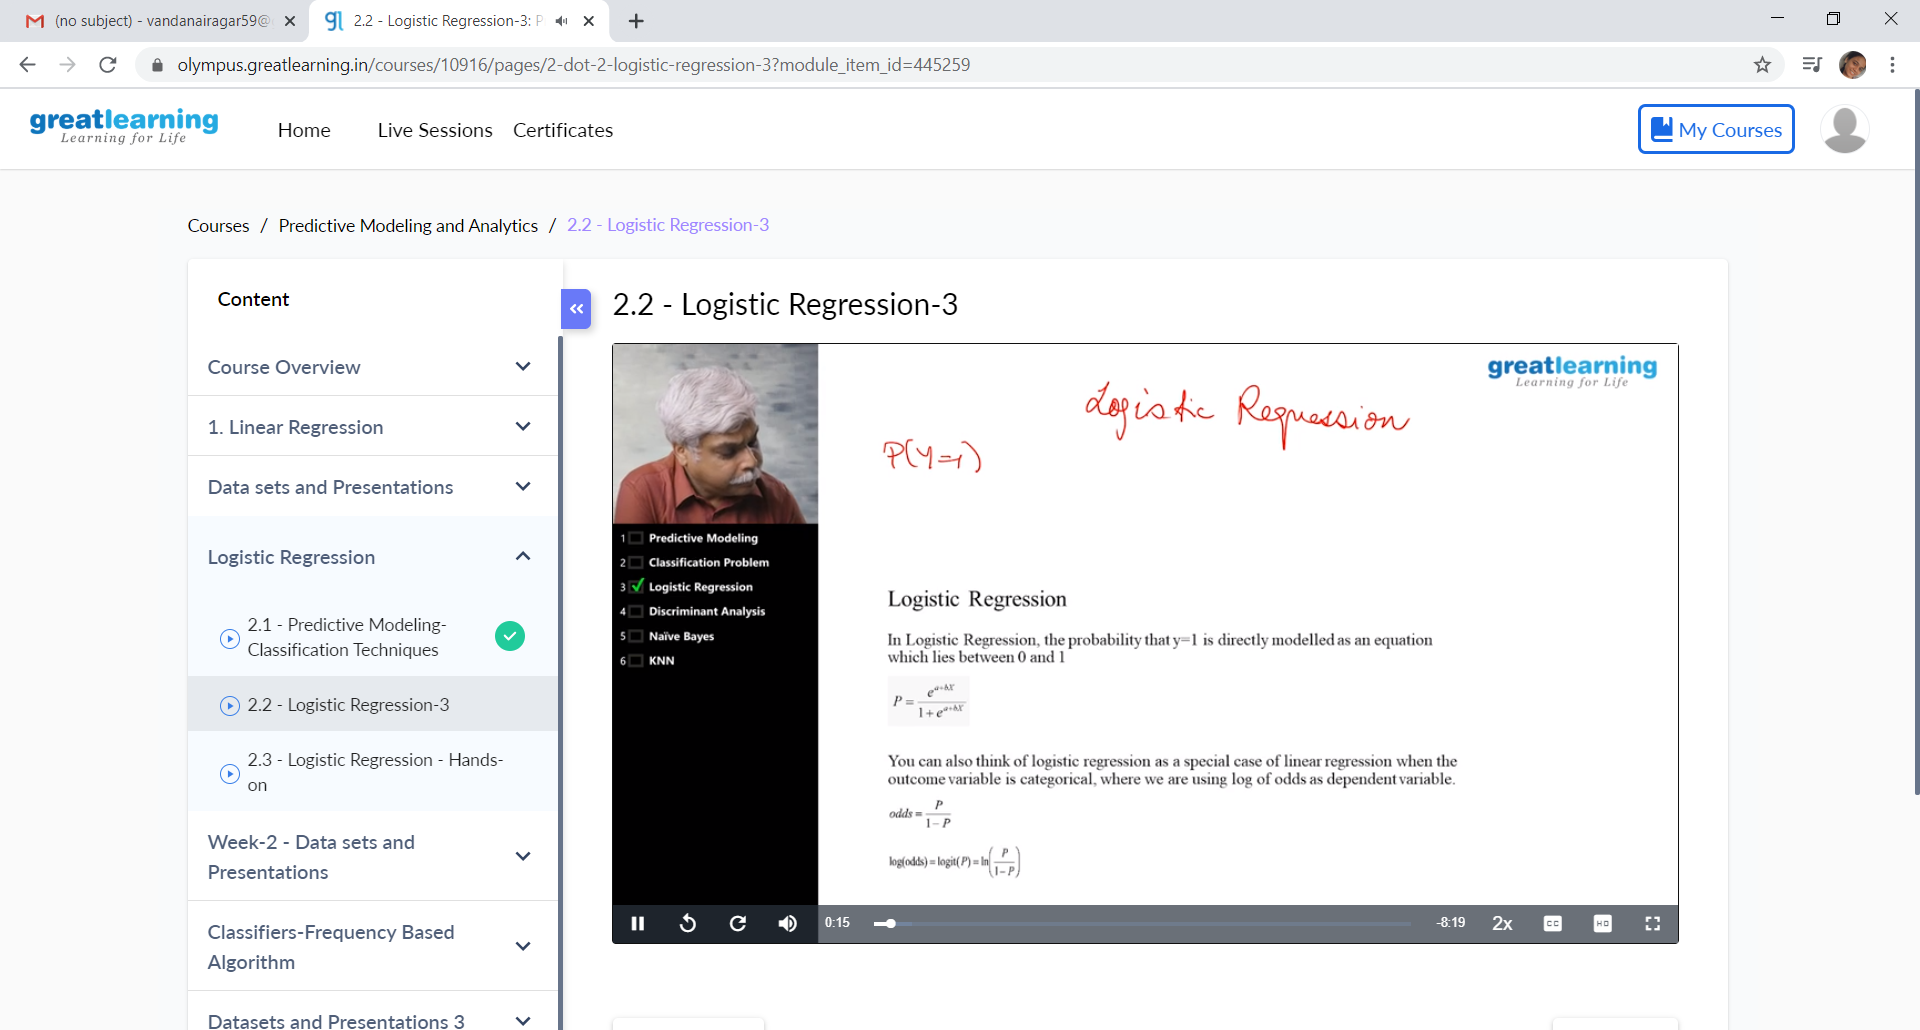 (no subject) - vandanairagar59@
2.2 - Logistic Regression-3: P
olympus.greatlearning.in/courses/10916/pages/2-dot-2-logistic-regression-3?module_item_id=445259
greatlearning
Learning for Life
Home Live Sessions Certificates
My Courses
Courses / Predictive Modeling and Analytics / 2.2 - Logistic Regression-3
Content
Course Overview
1. Linear Regression
Data sets and Presentations
Logistic Regression
2.1 - Predictive Modeling-
Classification Techniques
2.2 - Logistic Regression-3
2.3 - Logistic Regression - Hands-
on
Week-2 - Data sets and
Presentations
Classifiers-Frequency Based
Algorithm
Datasets and Presentations 3
2.2 - Logistic Regression-3
greatlearning
Learning for Life
Logistic Regression
P(Y=1)
1 Predictive Modeling
2 Classification Problem
3 Logistic Regression
4 Discriminant Analysis
5 Naïve Bayes
6 KNN
Logistic Regression
In Logistic Regression, the probability that y=1 is directly modelled as an equation
which lies between 0 and 1
P = e^{a+bX} / (1 + e^{a+bX})
You can also think of logistic regression as a special case of linear regression when the
outcome variable is categorical, where we are using log of odds as dependent variable.
odds = P / (1 - P)
log(odds) = logit(P) = ln(P / (1 - P))
0:15 -8:19 2x CC HD